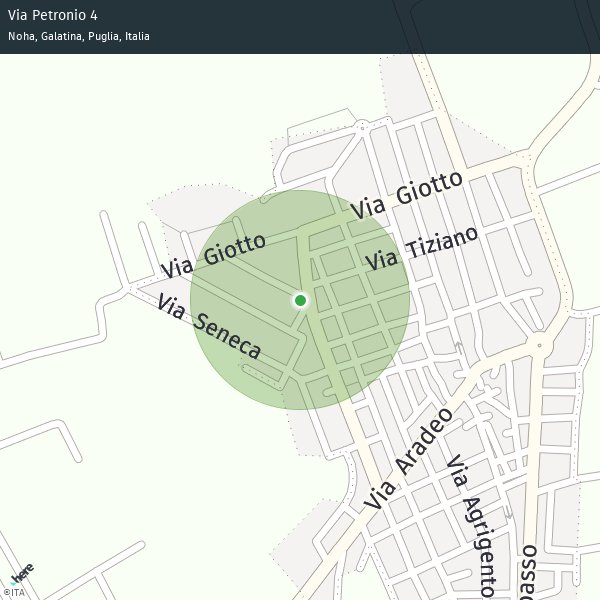 Via Petronio 4
Noha, Galatina, Puglia, Italia
Via Giotto
Via Giotto
Via Tiziano
Via Seneca
Via Aradeo
Via Agrigento
osso
here
©ITA